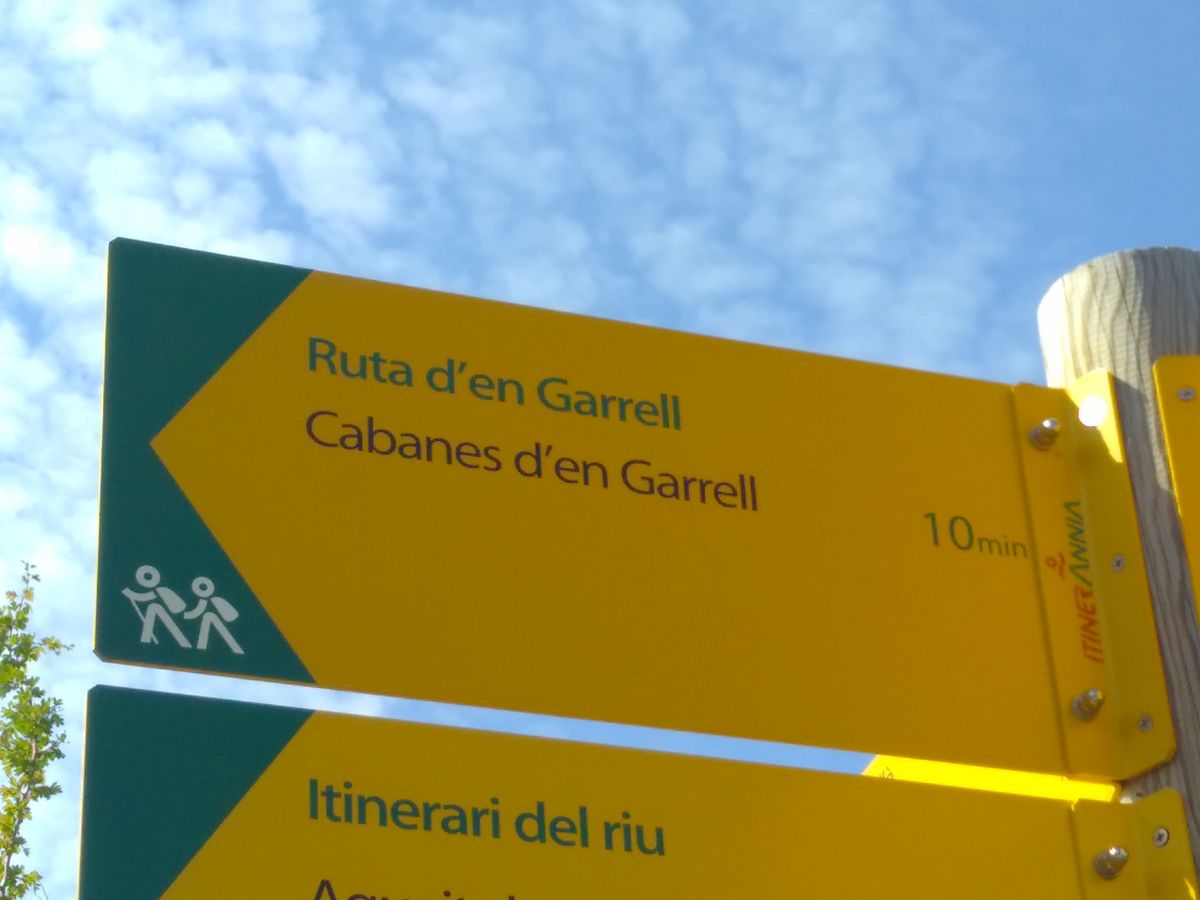 Ruta d'en Garrell
Cabanes d'en Garrell
10min
ITINERÀNNIA
Itinerari del riu